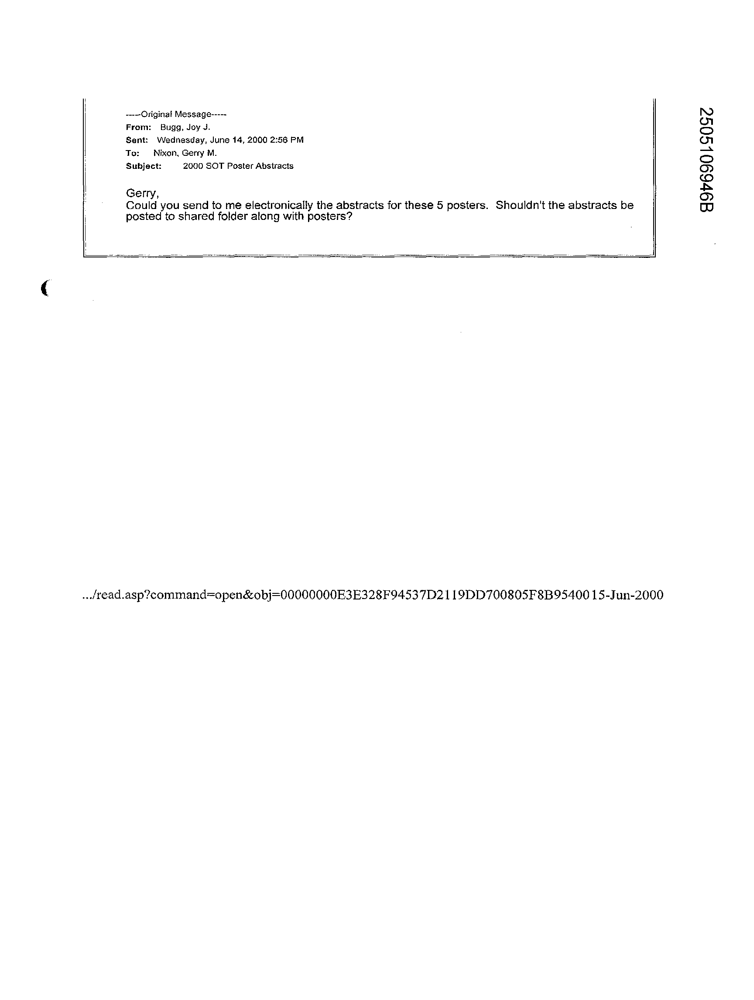 -----Original Message-----
From: Bugg, Joy J.
Sent: Wednesday, June 14, 2000 2:56 PM
To: Nixon, Gerry M.
Subject: 2000 SOT Poster Abstracts
Gerry,
Could you send to me electronically the abstracts for these 5 posters. Shouldn't the abstracts be
posted to shared folder along with posters?
2505106946B
.../read.asp?command=open&obj=00000000E3E328F94537D2119DD700805F8B9540015-Jun-2000